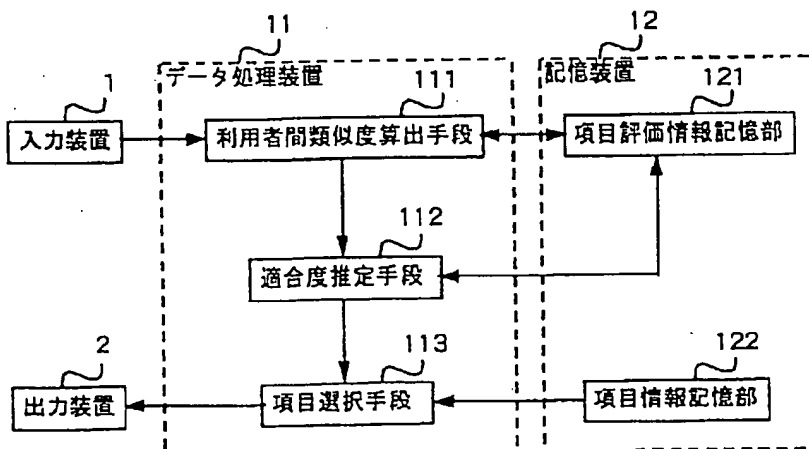 11
12
データ処理装置
記憶装置
1
111
121
入力装置
利用者間類似度算出手段
項目評価情報記憶部
112
適合度推定手段
2
113
122
出力装置
項目選択手段
項目情報記憶部